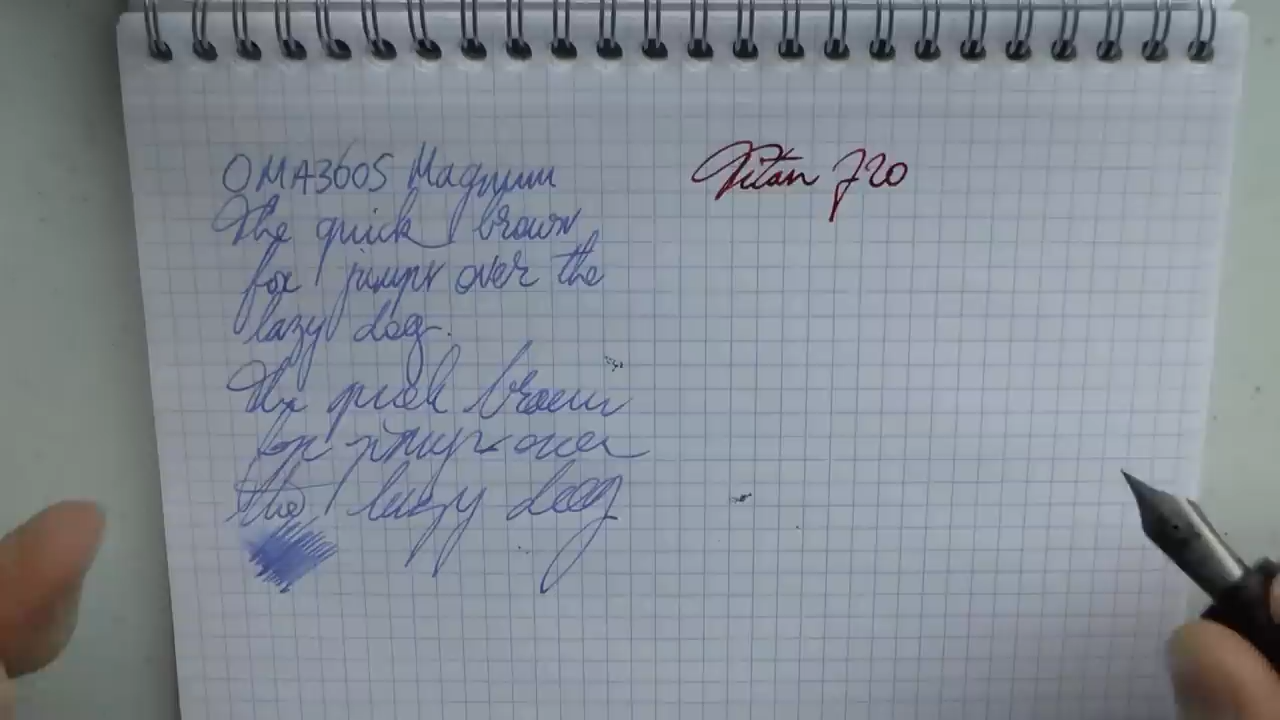 OMA360S Magnum
The quick brown
fox jumps over the
lazy dog.
The quick brown
fox jumps over
the lazy dog
Titan 720